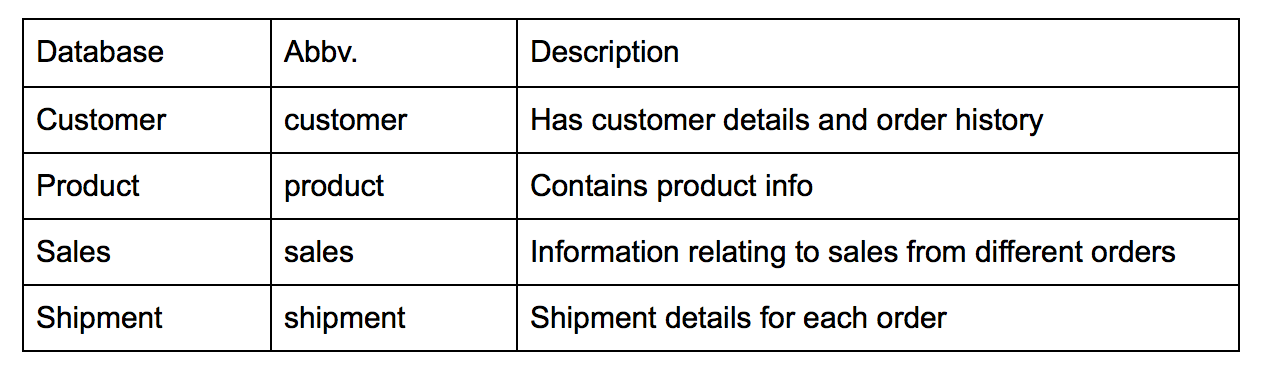 Database Abbv. Description
Customer customer Has customer details and order history
Product product Contains product info
Sales sales Information relating to sales from different orders
Shipment shipment Shipment details for each order